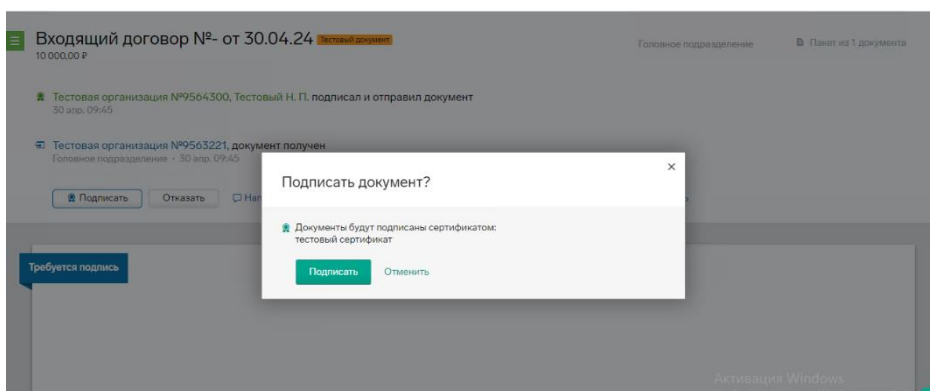 Входящий договор №- от 30.04.24 Тестовый документ
10 000,00 ₽
Головное подразделение
Пакет из 1 документа
Тестовая организация №9564300, Тестовый Н. П. подписал и отправил документ
30 апр. 09:45
Тестовая организация №9563221, документ получен
Головное подразделение · 30 апр. 09:45
Подписать Отказать
Подписать документ?
Документы будут подписаны сертификатом:
тестовый сертификат
Подписать Отменить
Требуется подпись
Активация Windows